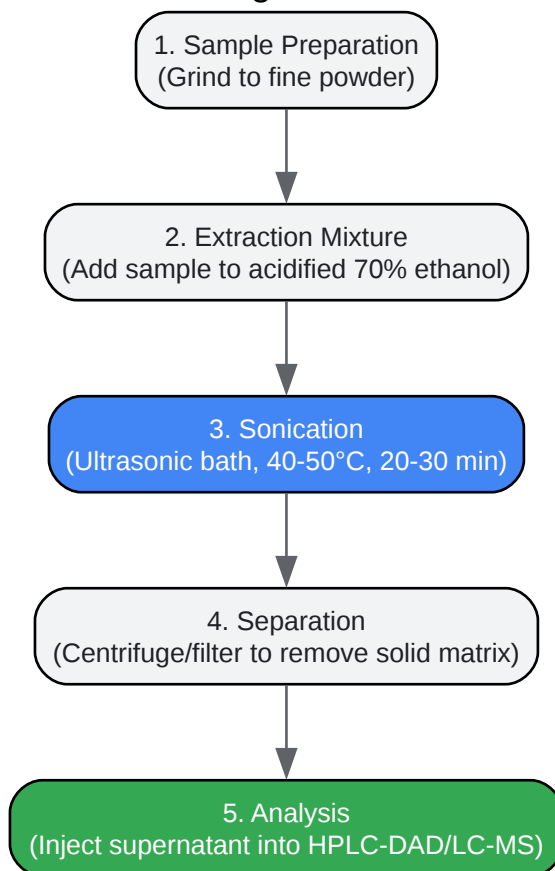 1. Sample Preparation
(Grind to fine powder)
2. Extraction Mixture
(Add sample to acidified 70% ethanol)
3. Sonication
(Ultrasonic bath, 40-50°C, 20-30 min)
4. Separation
(Centrifuge/filter to remove solid matrix)
5. Analysis
(Inject supernatant into HPLC-DAD/LC-MS)